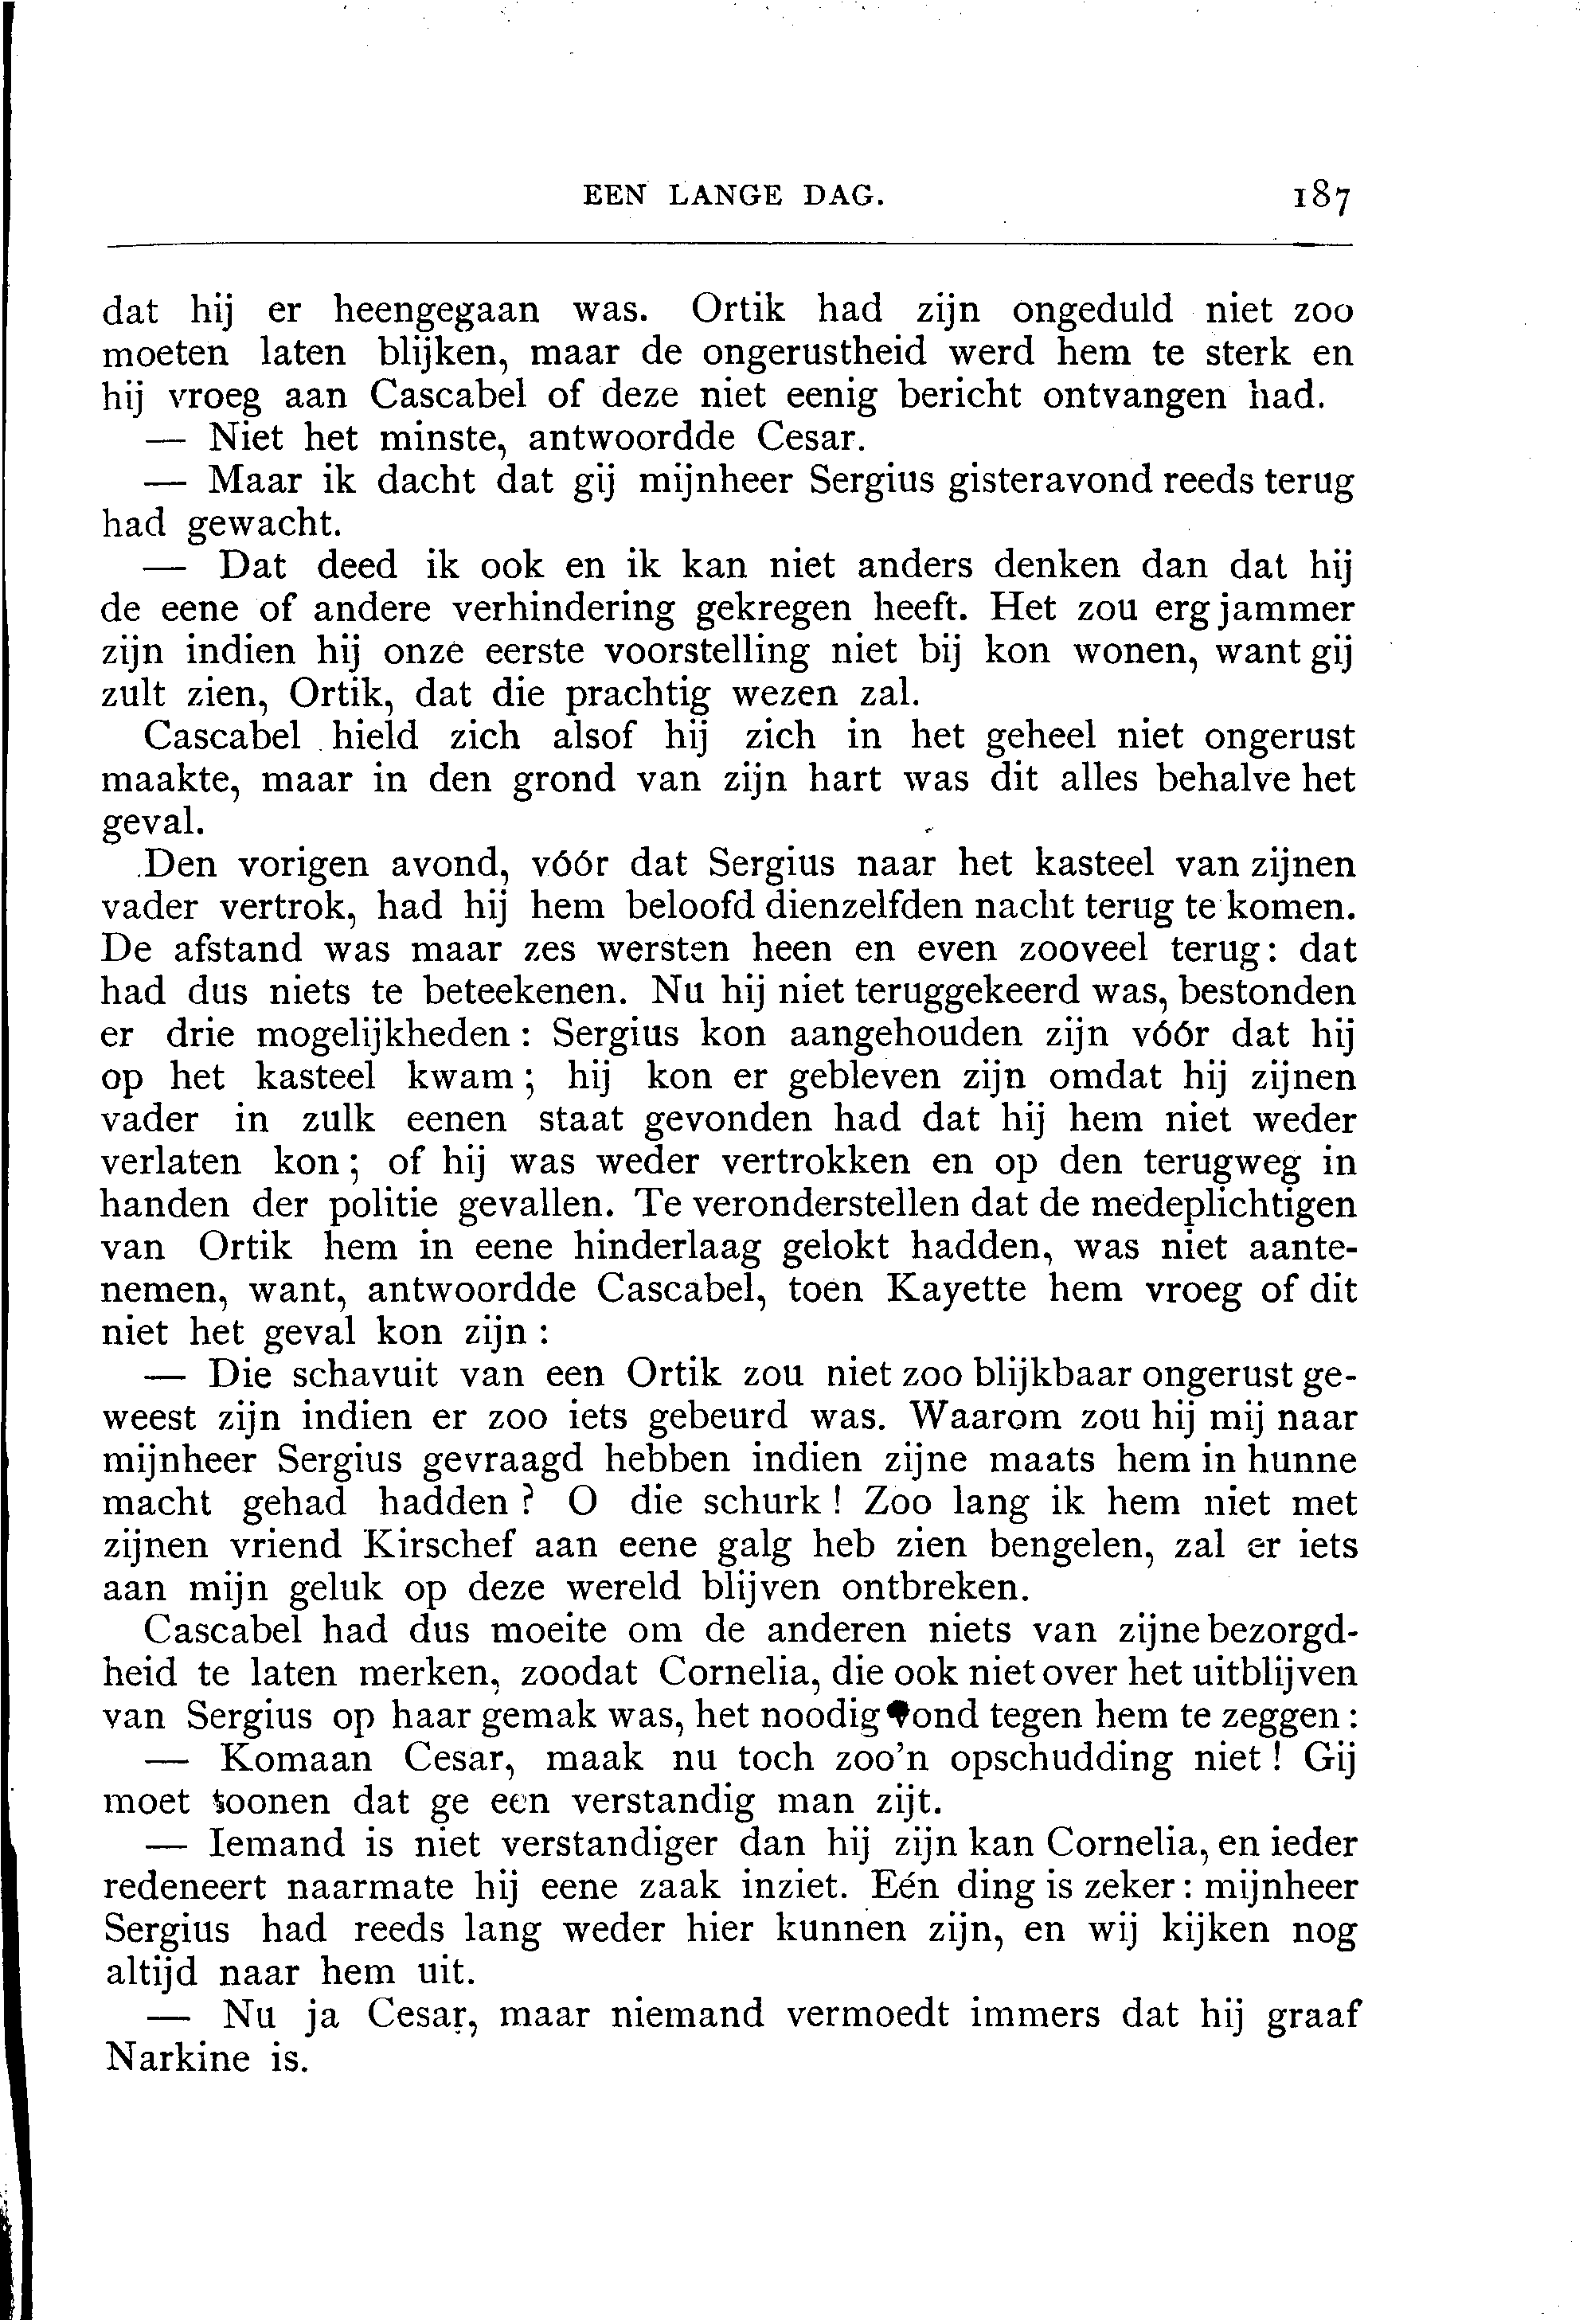 EEN LANGE DAG. 187
dat hij er heengegaan was. Ortik had zijn ongeduld niet zoo
moeten laten blijken, maar de ongerustheid werd hem te sterk en
hij vroeg aan Cascabel of deze niet eenig bericht ontvangen had.
— Niet het minste, antwoordde Cesar.
— Maar ik dacht dat gij mijnheer Sergius gisteravond reeds terug
had gewacht.
— Dat deed ik ook en ik kan niet anders denken dan dat hij
de eene of andere verhindering gekregen heeft. Het zou erg jammer
zijn indien hij onze eerste voorstelling niet bij kon wonen, want gij
zult zien, Ortik, dat die prachtig wezen zal.
Cascabel hield zich alsof hij zich in het geheel niet ongerust
maakte, maar in den grond van zijn hart was dit alles behalve het
geval.
Den vorigen avond, vóór dat Sergius naar het kasteel van zijnen
vader vertrok, had hij hem beloofd dienzelfden nacht terug te komen.
De afstand was maar zes wersten heen en even zooveel terug: dat
had dus niets te beteekenen. Nu hij niet teruggekeerd was, bestonden
er drie mogelijkheden: Sergius kon aangehouden zijn vóór dat hij
op het kasteel kwam; hij kon er gebleven zijn omdat hij zijnen
vader in zulk eenen staat gevonden had dat hij hem niet weder
verlaten kon; of hij was weder vertrokken en op den terugweg in
handen der politie gevallen. Te veronderstellen dat de medeplichtigen
van Ortik hem in eene hinderlaag gelokt hadden, was niet aante-
nemen, want, antwoordde Cascabel, toen Kayette hem vroeg of dit
niet het geval kon zijn:
— Die schavuit van een Ortik zou niet zoo blijkbaar ongerust ge-
weest zijn indien er zoo iets gebeurd was. Waarom zou hij mij naar
mijnheer Sergius gevraagd hebben indien zijne maats hem in hunne
macht gehad hadden? O die schurk! Zoo lang ik hem niet met
zijnen vriend Kirschef aan eene galg heb zien bengelen, zal er iets
aan mijn geluk op deze wereld blijven ontbreken.
Cascabel had dus moeite om de anderen niets van zijne bezorgd-
heid te laten merken, zoodat Cornelia, die ook niet over het uitblijven
van Sergius op haar gemak was, het noodig vond tegen hem te zeggen:
— Komaan Cesar, maak nu toch zoo'n opschudding niet! Gij
moet toonen dat ge een verstandig man zijt.
— Iemand is niet verstandiger dan hij zijn kan Cornelia, en ieder
redeneert naarmate hij eene zaak inziet. Eén ding is zeker: mijnheer
Sergius had reeds lang weder hier kunnen zijn, en wij kijken nog
altijd naar hem uit.
— Nu ja Cesar, maar niemand vermoedt immers dat hij graaf
Narkine is.